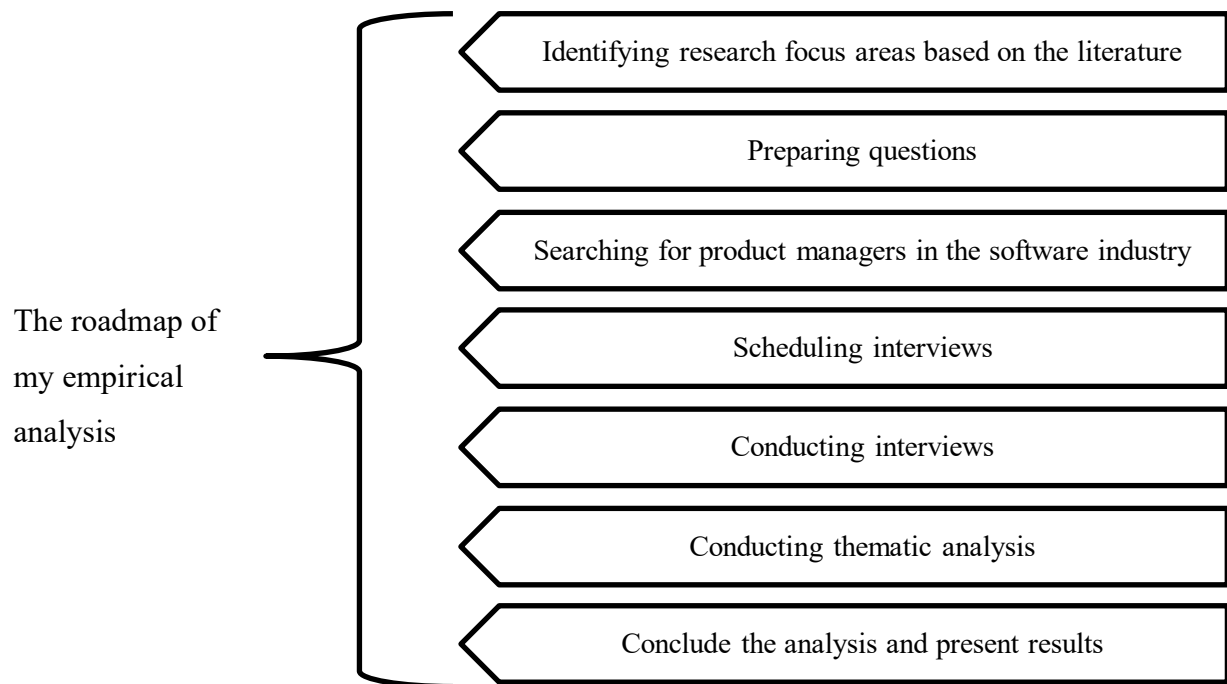 The roadmap of
my empirical
analysis
Identifying research focus areas based on the literature
Preparing questions
Searching for product managers in the software industry
Scheduling interviews
Conducting interviews
Conducting thematic analysis
Conclude the analysis and present results